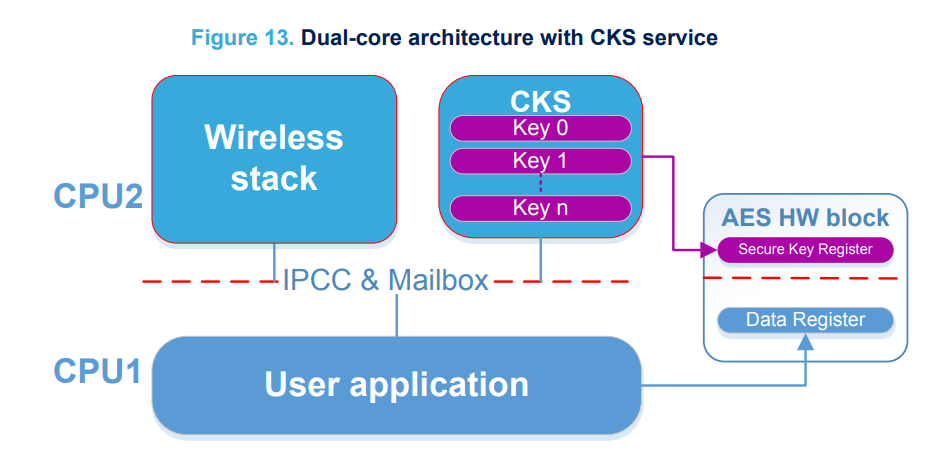 Figure 13. Dual-core architecture with CKS service
Wireless
stack
CKS
Key 0
Key 1
Key n
CPU2
AES HW block
Secure Key Register
IPCC & Mailbox
Data Register
CPU1
User application